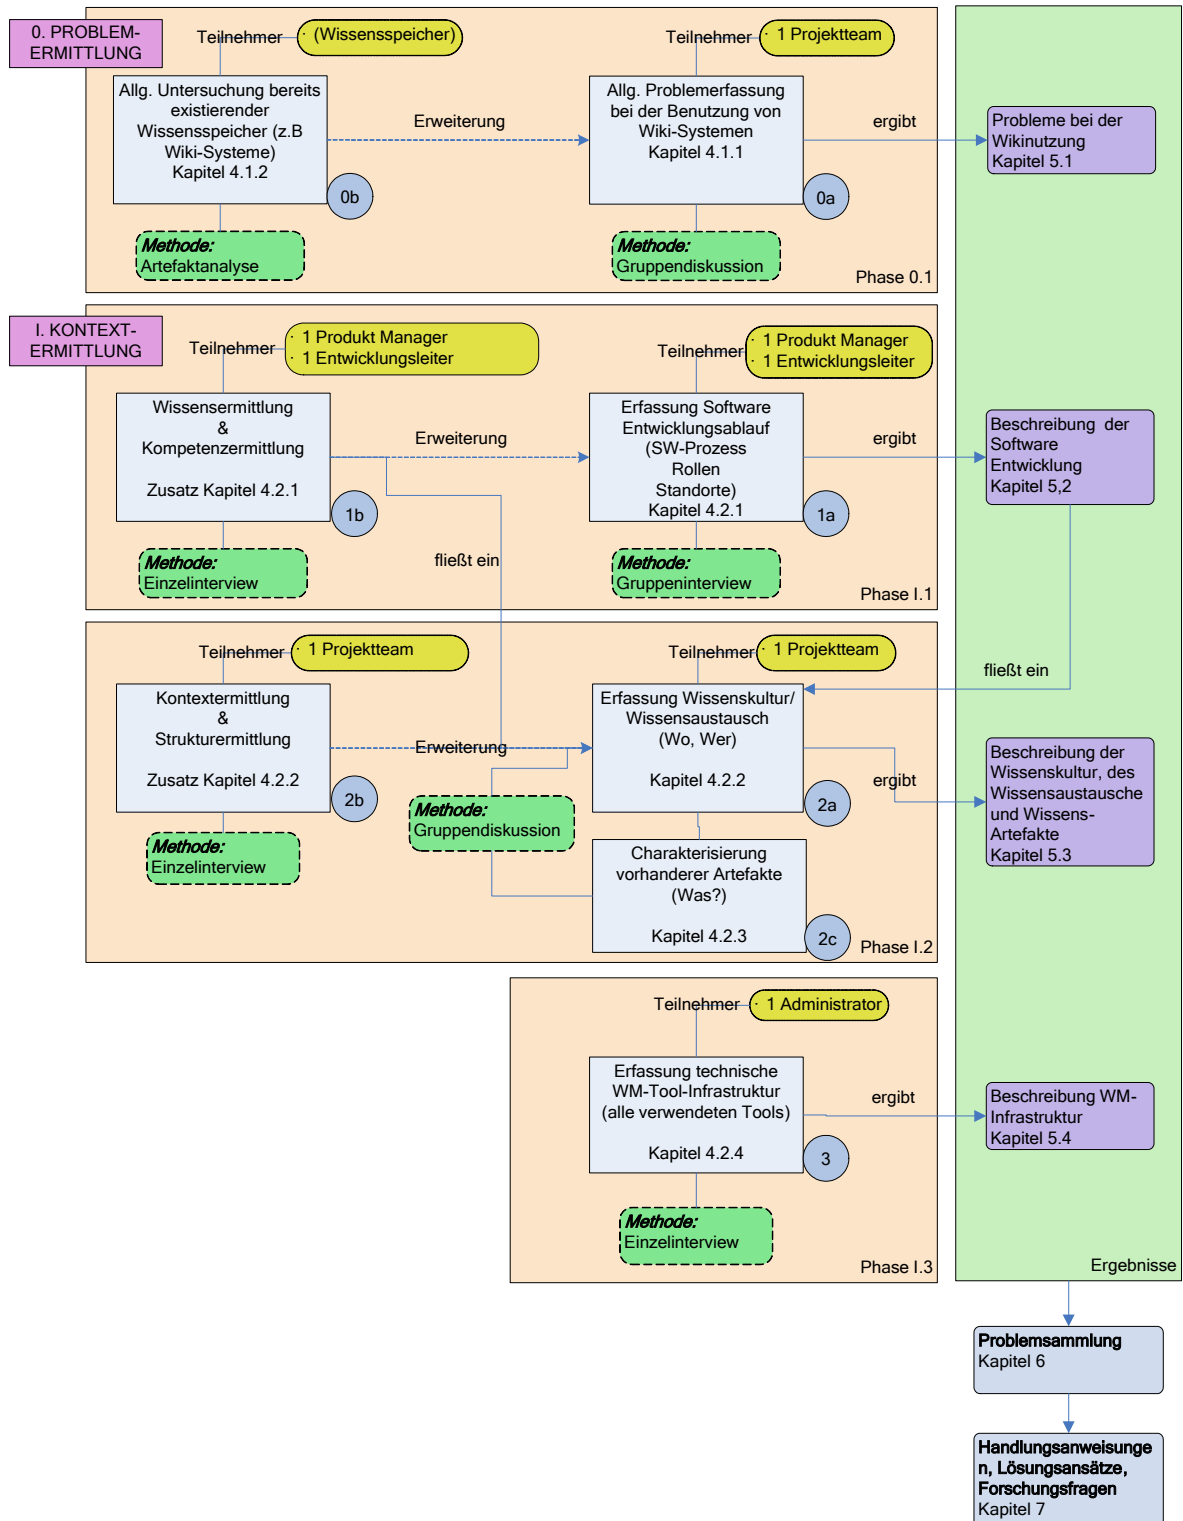 0. PROBLEM-
ERMITTLUNG
Teilnehmer
· (Wissensspeicher)
Teilnehmer
· 1 Projektteam
Allg. Untersuchung bereits
existierender
Wissensspeicher (z.B
Wiki-Systeme)
Kapitel 4.1.2
0b
Erweiterung
Allg. Problemerfassung
bei der Benutzung von
Wiki-Systemen
Kapitel 4.1.1
0a
ergibt
Probleme bei der
Wikinutzung
Kapitel 5.1
Methode:
Artefaktanalyse
Methode:
Gruppendiskussion
Phase 0.1
I. KONTEXT-
ERMITTLUNG
Teilnehmer
· 1 Produkt Manager
· 1 Entwicklungsleiter
Teilnehmer
· 1 Produkt Manager
· 1 Entwicklungsleiter
Wissensermittlung
&
Kompetenzermittlung
Zusatz Kapitel 4.2.1
1b
Erweiterung
Erfassung Software
Entwicklungsablauf
(SW-Prozess
Rollen
Standorte)
Kapitel 4.2.1
1a
ergibt
Beschreibung der
Software
Entwicklung
Kapitel 5,2
Methode:
Einzelinterview
fließt ein
Methode:
Gruppeninterview
Phase I.1
Teilnehmer
· 1 Projektteam
Teilnehmer
· 1 Projektteam
fließt ein
Kontextermittlung
&
Strukturermittlung
Zusatz Kapitel 4.2.2
2b
Erweiterung
Erfassung Wissenskultur/
Wissensaustausch
(Wo, Wer)
Kapitel 4.2.2
2a
ergibt
Beschreibung der
Wissenskultur, des
Wissensaustausche
und Wissens-
Artefakte
Kapitel 5.3
Methode:
Gruppendiskussion
Methode:
Einzelinterview
Charakterisierung
vorhanderer Artefakte
(Was?)
Kapitel 4.2.3
2c
Phase I.2
Teilnehmer
· 1 Administrator
Erfassung technische
WM-Tool-Infrastruktur
(alle verwendeten Tools)
Kapitel 4.2.4
3
ergibt
Beschreibung WM-
Infrastruktur
Kapitel 5.4
Methode:
Einzelinterview
Phase I.3
Ergebnisse
Problemsammlung
Kapitel 6
Handlungsanweisunge
n, Lösungsansätze,
Forschungsfragen
Kapitel 7